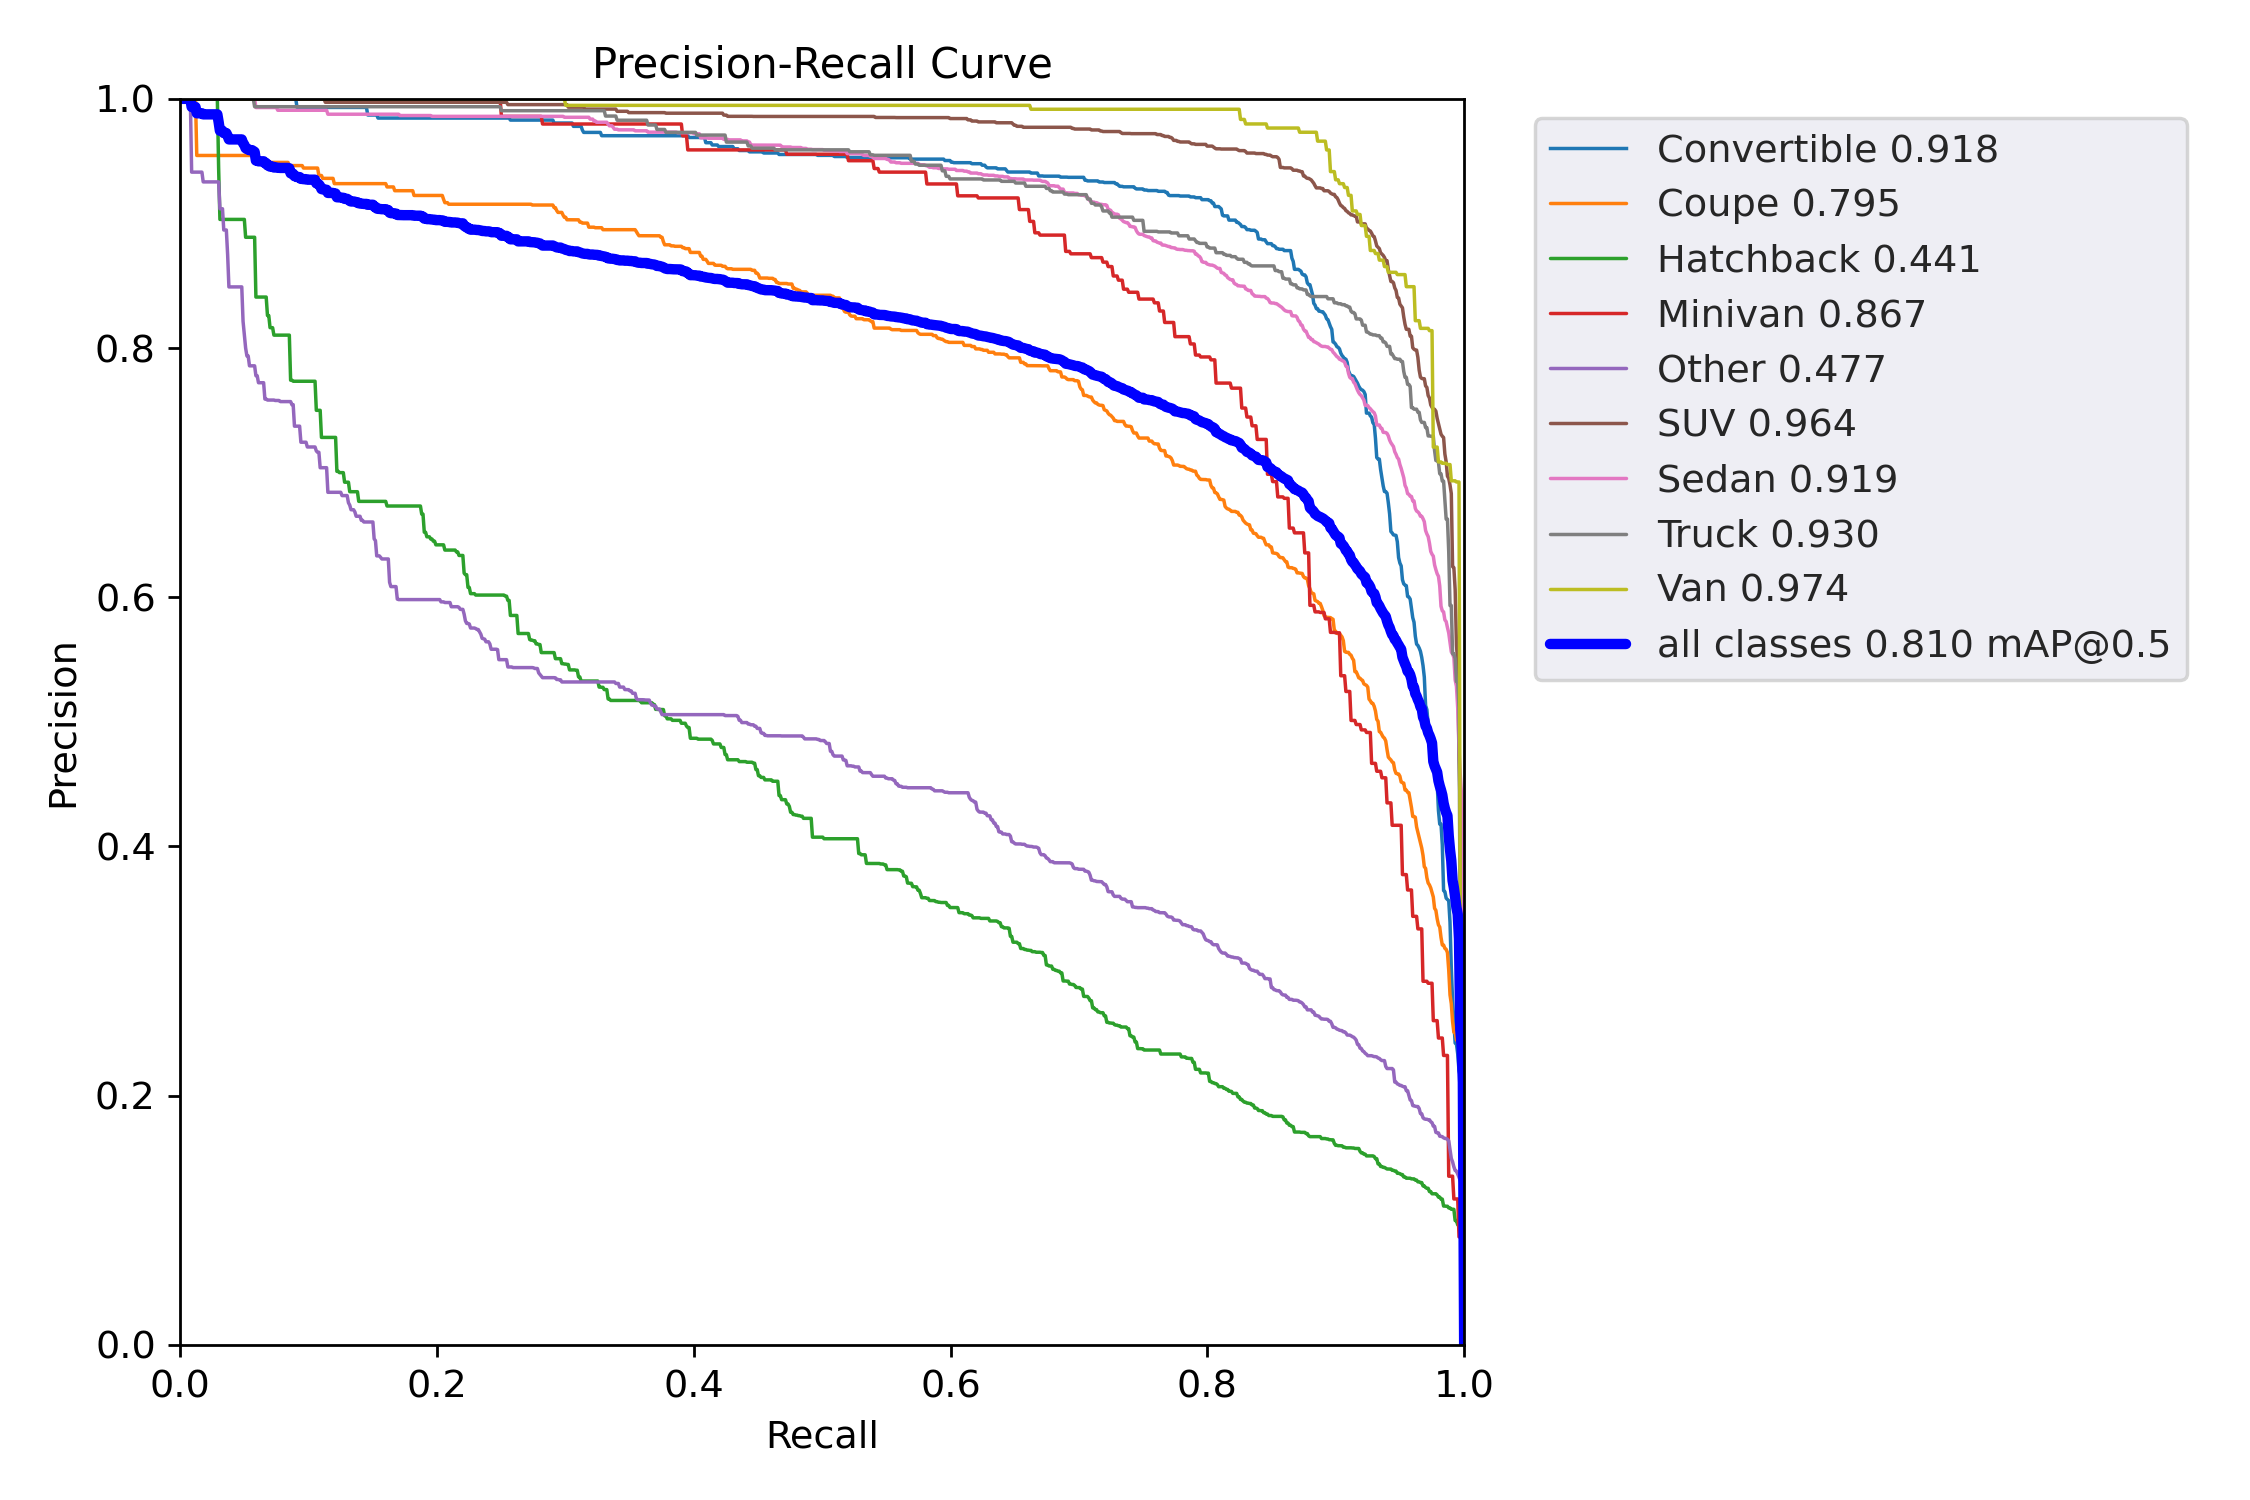 Precision-Recall Curve
1.0
0.8
0.6
0.4
0.2
0.0
Precision
0.0 0.2 0.4 0.6 0.8 1.0
Recall
Convertible 0.918
Coupe 0.795
Hatchback 0.441
Minivan 0.867
Other 0.477
SUV 0.964
Sedan 0.919
Truck 0.930
Van 0.974
all classes 0.810 mAP@0.5